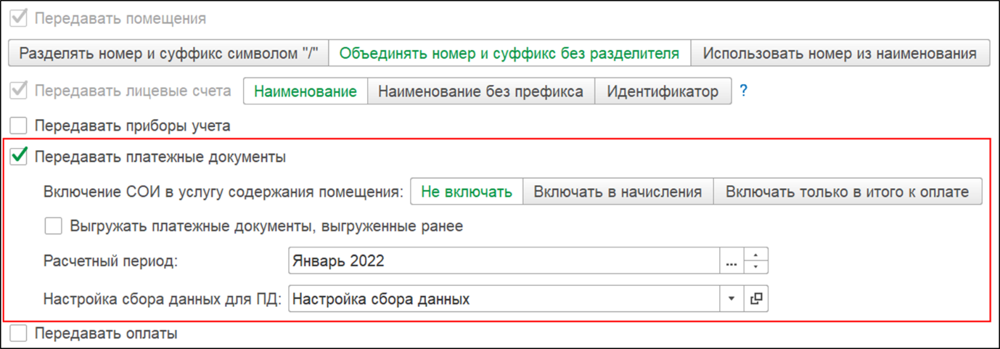 Передавать помещения
Разделять номер и суффикс символом "/" Объединять номер и суффикс без разделителя Использовать номер из наименования
Передавать лицевые счета Наименование Наименование без префикса Идентификатор ?
Передавать приборы учета
Передавать платежные документы
Включение СОИ в услугу содержания помещения: Не включать Включать в начисления Включать только в итого к оплате
Выгружать платежные документы, выгруженные ранее
Расчетный период: Январь 2022 ...
Настройка сбора данных для ПД: Настройка сбора данных
Передавать оплаты